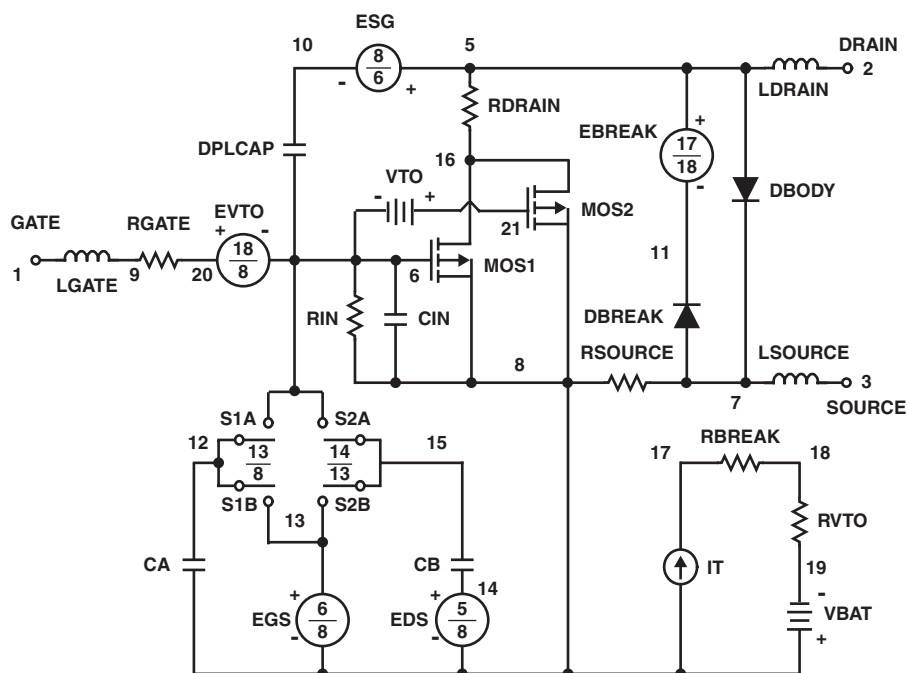 ESG
10
8
6
-
+
5
DRAIN
2
LDRAIN
RDRAIN
DPLCAP
EBREAK
+
17
18
-
16
VTO
-
+
DBODY
MOS2
21
GATE
1
LGATE
9
RGATE
20
EVTO
+
-
18
8
6
MOS1
11
RIN
CIN
DBREAK
RSOURCE
LSOURCE
8
7
3
SOURCE
S1A
S2A
12
13
8
14
13
15
S1B
13
S2B
17
RBREAK
18
RVTO
CA
CB
14
IT
19
-
VBAT
+
EGS
+
-
6
8
EDS
+
-
5
8